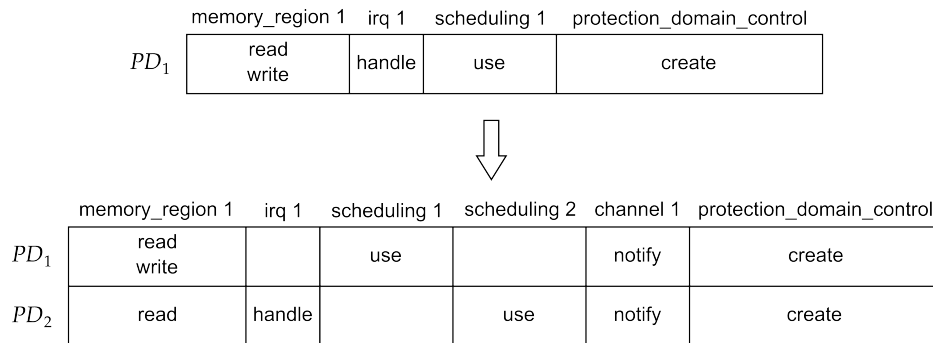 memory_region 1 irq 1 scheduling 1 protection_domain_control
PD1 read write handle use create
memory_region 1 irq 1 scheduling 1 scheduling 2 channel 1 protection_domain_control
PD1 read write use notify create
PD2 read handle use notify create